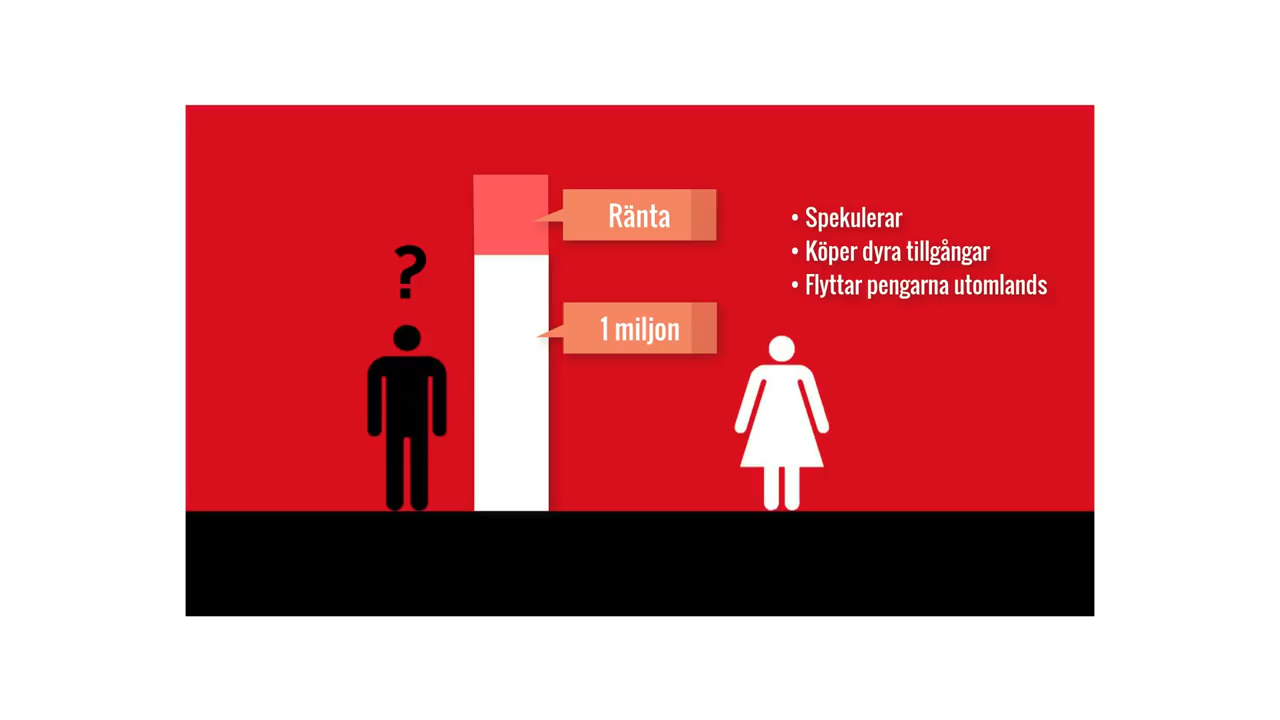 Ränta
1 miljon
?
• Spekulerar
• Köper dyra tillgångar
• Flyttar pengarna utomlands